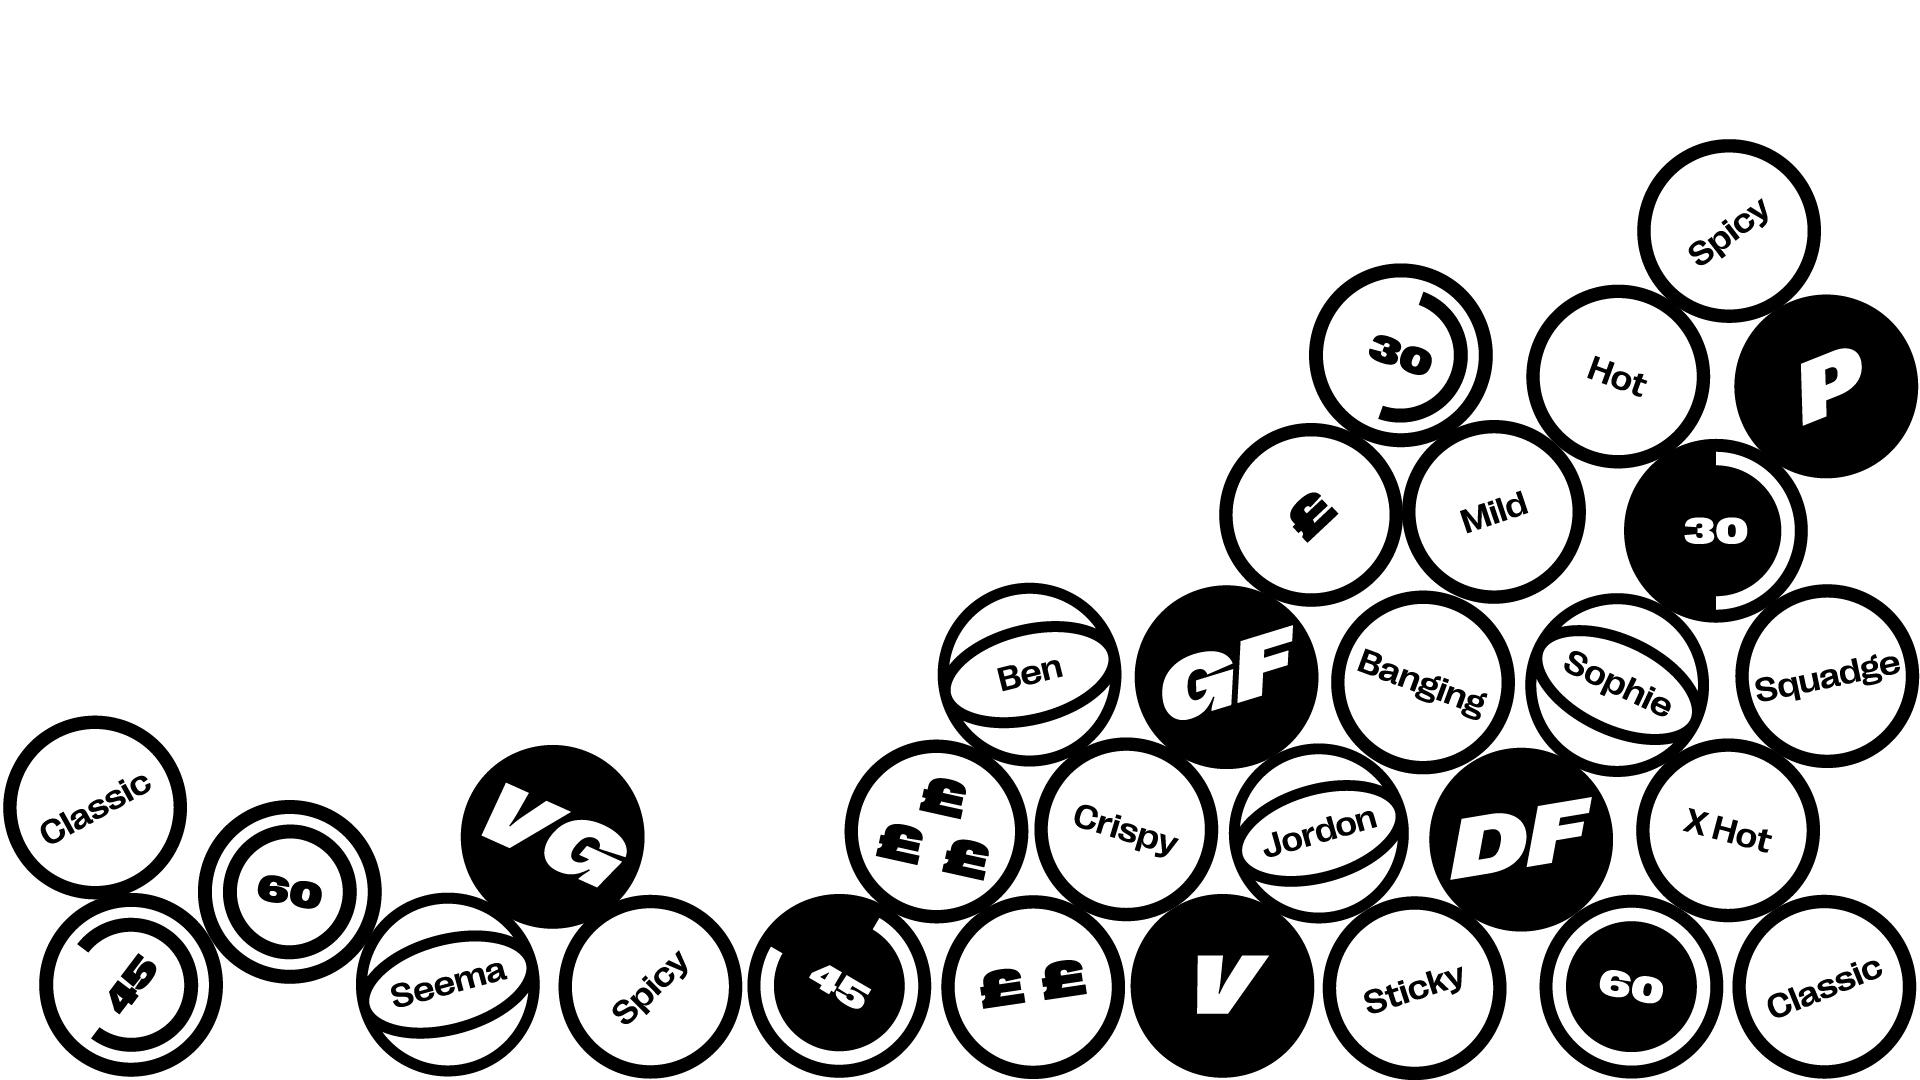 Spicy
30
Hot
P
£
Mild
30
Ben
GF
Banging
Sophie
Squadge
Classic
60
VG
£
£ £
Crispy
Jordon
DF
X Hot
45
Seema
Spicy
45
£ £
V
Sticky
60
Classic